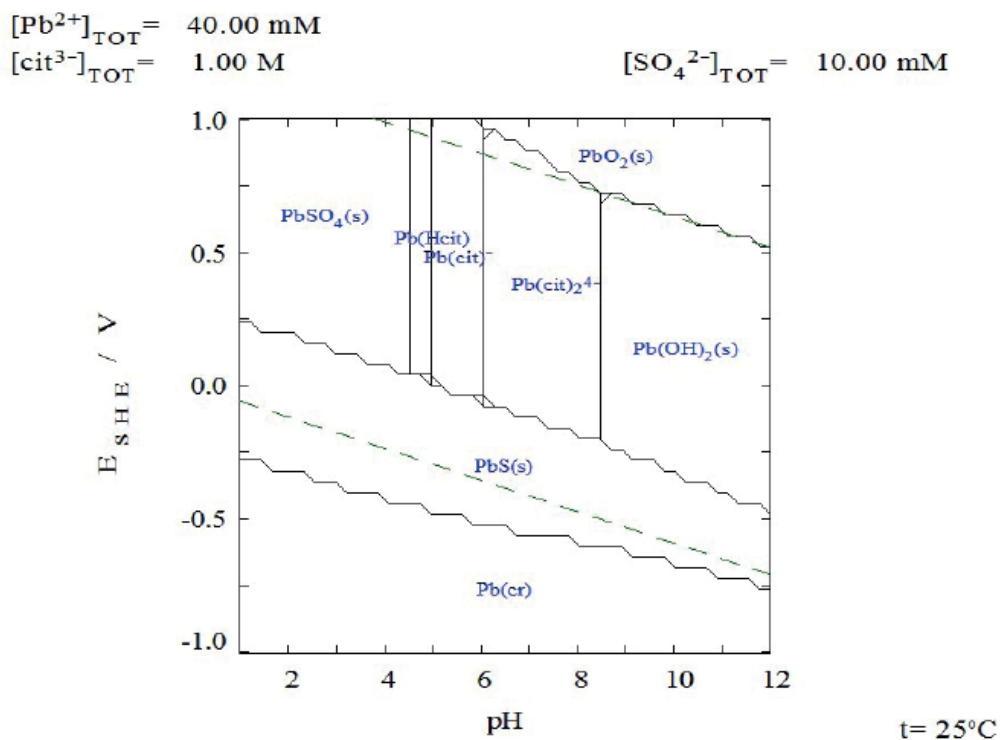 [Pb²⁺]TOT= 40.00 mM
[cit³⁻]TOT= 1.00 M [SO₄²⁻]TOT= 10.00 mM
1.0
PbO₂(s)
PbSO₄(s)
Pb(Hcit)
0.5
Pb(cit)⁻
Pb(cit)₂⁴⁻
Pb(OH)₂(s)
E SHE / V
0.0
PbS(s)
-0.5
Pb(cr)
-1.0
2 4 6 8 10 12
pH
t= 25°C